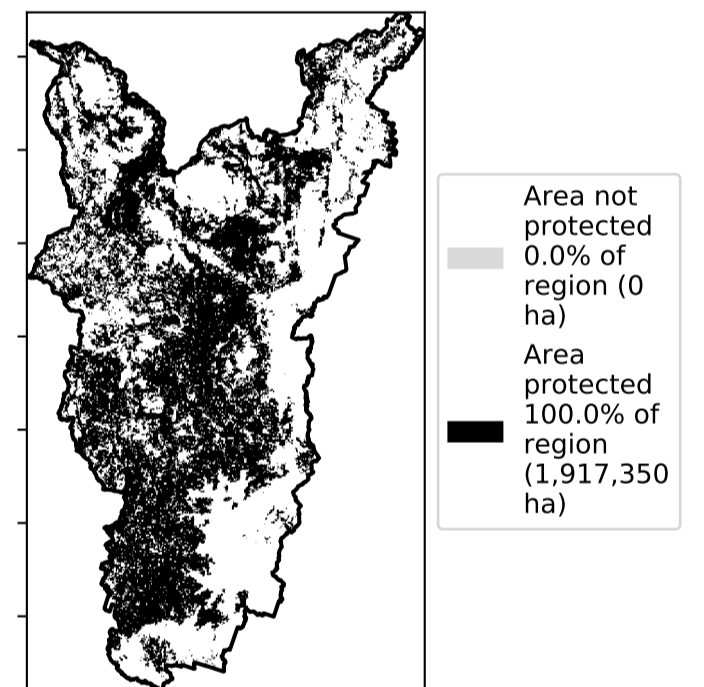 Area not
protected
0.0% of
region (0
ha)
Area
protected
100.0% of
region
(1,917,350
ha)